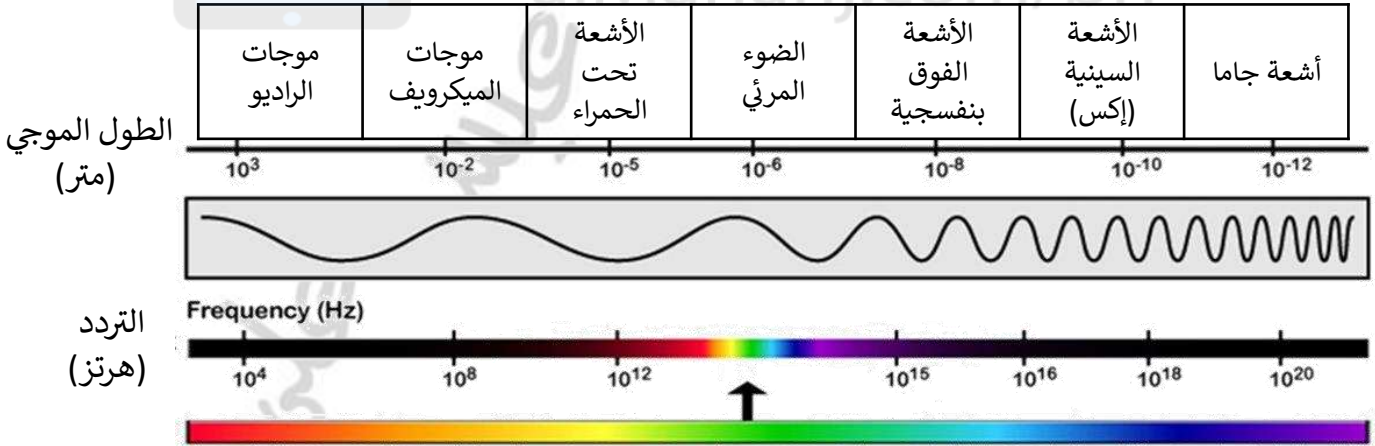 موجات
الراديو
موجات
الميكرويف
الأشعة
تحت
الحمراء
الضوء
المرئي
الأشعة
الفوق
بنفسجية
الأشعة
السينية
(إكس)
أشعة جاما
الطول الموجي
(متر)
10³ 10⁻² 10⁻⁵ 10⁻⁶ 10⁻⁸ 10⁻¹⁰ 10⁻¹²
Frequency (Hz)
التردد
(هرتز)
10⁴ 10⁸ 10¹² 10¹⁵ 10¹⁶ 10¹⁸ 10²⁰